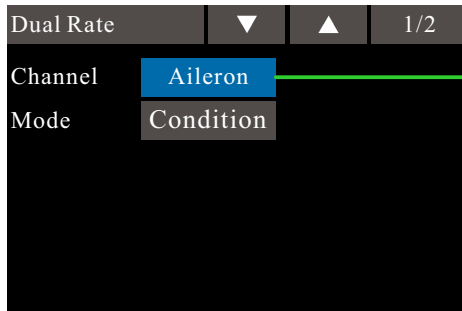 Dual Rate ▼ ▲ 1/2
Channel Aileron
Mode Condition